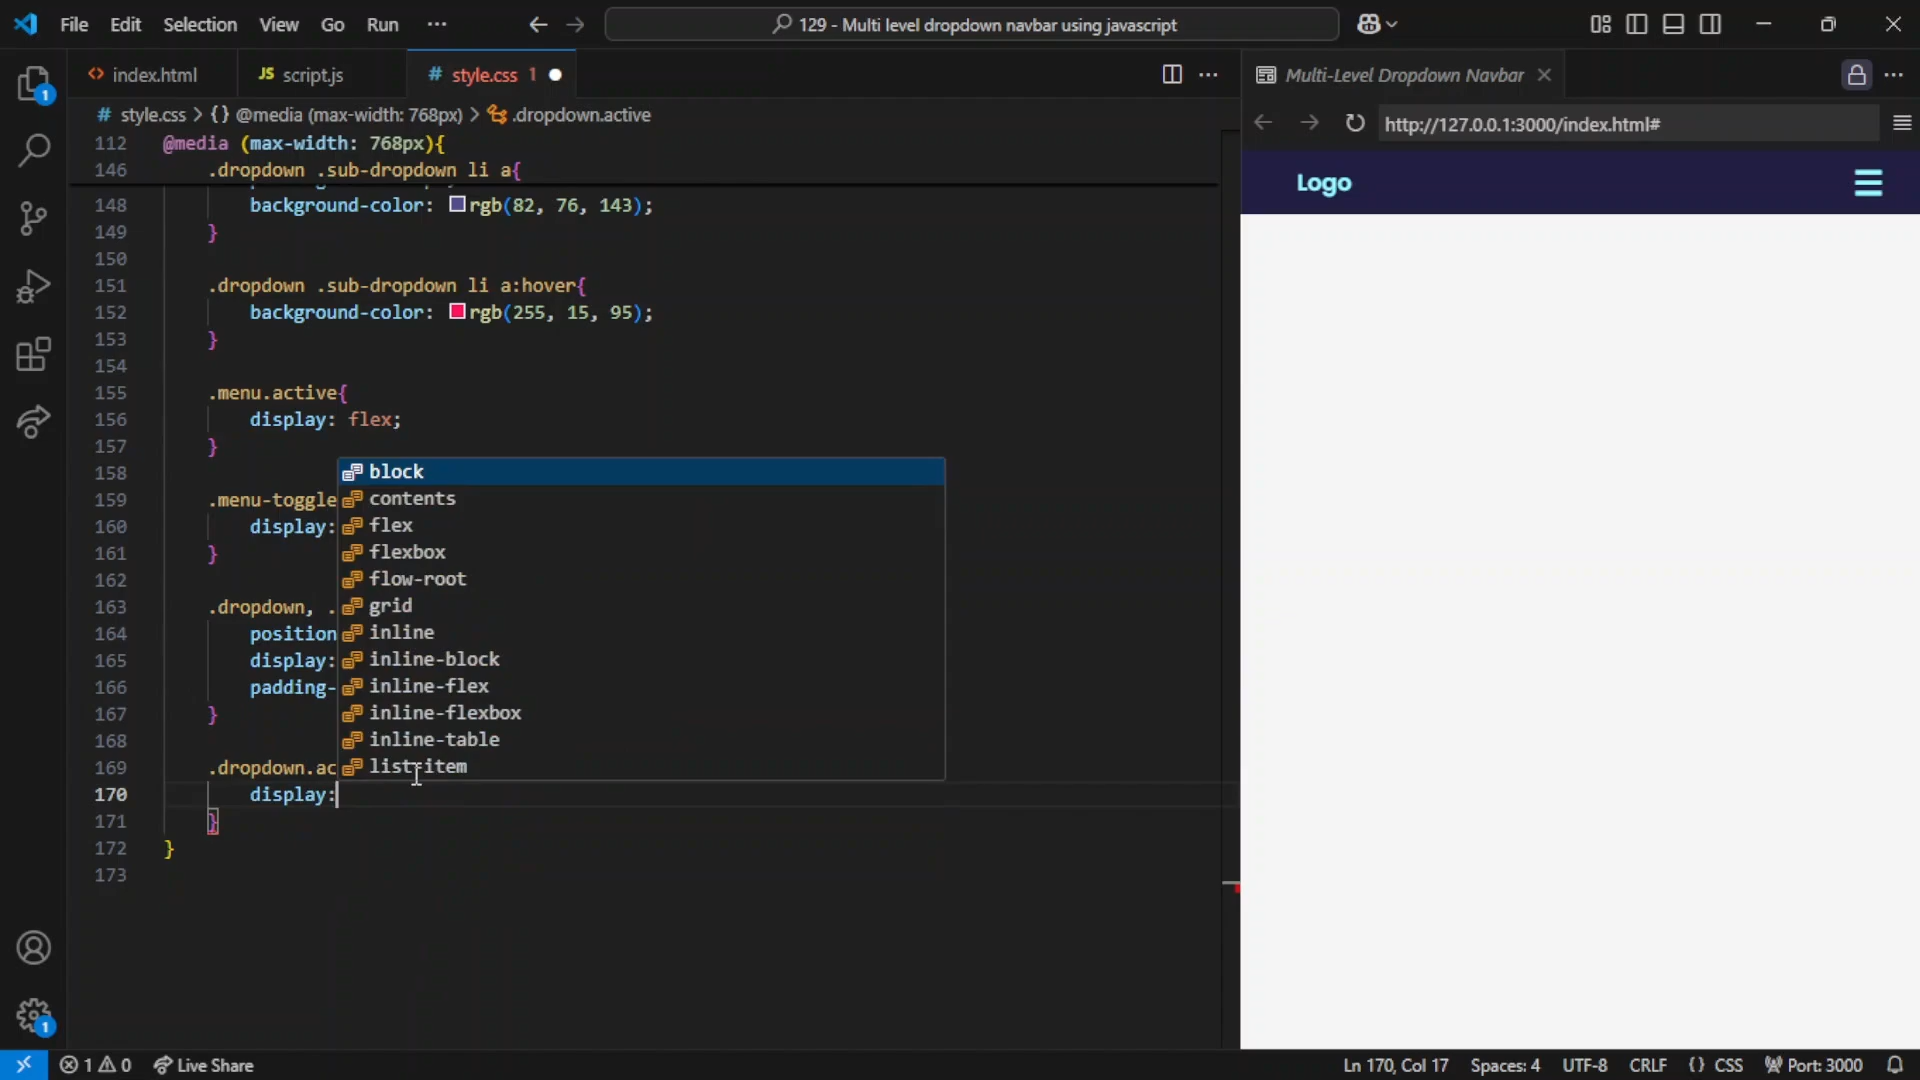 File Edit Selection View Go Run ··· 129 - Multi level dropdown navbar using javascript
index.html JS script.js # style.css 1 Multi-Level Dropdown Navbar
# style.css > {} @media (max-width: 768px) > .dropdown.active
http://127.0.0.1:3000/index.html#
112 @media (max-width: 768px){
146 .dropdown .sub-dropdown li a{
148 background-color: rgb(82, 76, 143);
149 }
150
151 .dropdown .sub-dropdown li a:hover{
152 background-color: rgb(255, 15, 95);
153 }
154
155 .menu.active{
156 display: flex;
157 }
158
159 .menu-toggle
160 display:
161 }
162
163 .dropdown, .
164 position
165 display:
166 padding-
167 }
168
169 .dropdown.ac
170 display:
171 }
172 }
173
block
contents
flex
flexbox
flow-root
grid
inline
inline-block
inline-flex
inline-flexbox
inline-table
list-item
Logo
1
1
1 0 Live Share Ln 170, Col 17 Spaces: 4 UTF-8 CRLF {} CSS Port: 3000